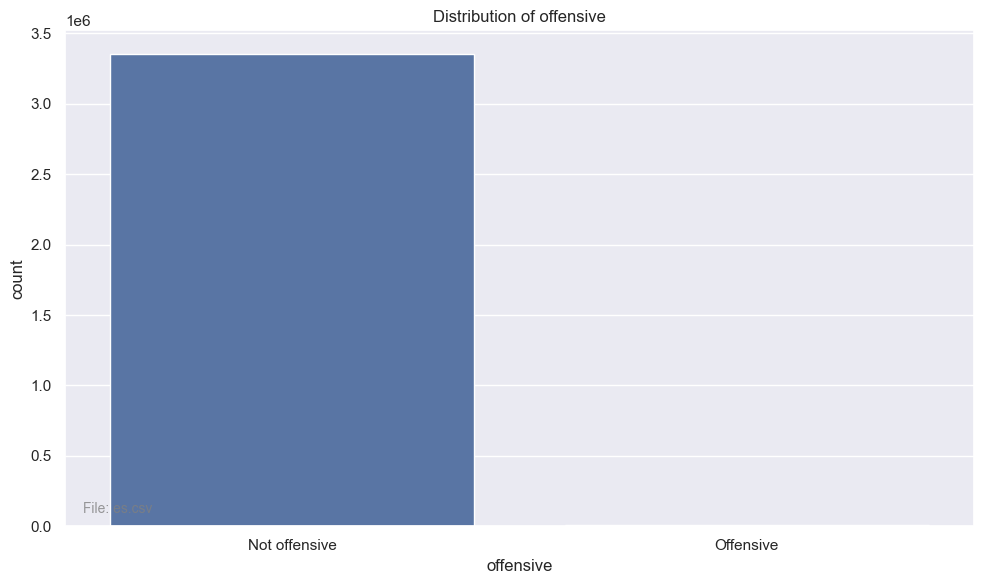 Distribution of offensive
1e6
3.5
3.0
2.5
2.0
1.5
1.0
0.5
0.0
count
File: es.csv
Not offensive
Offensive
offensive